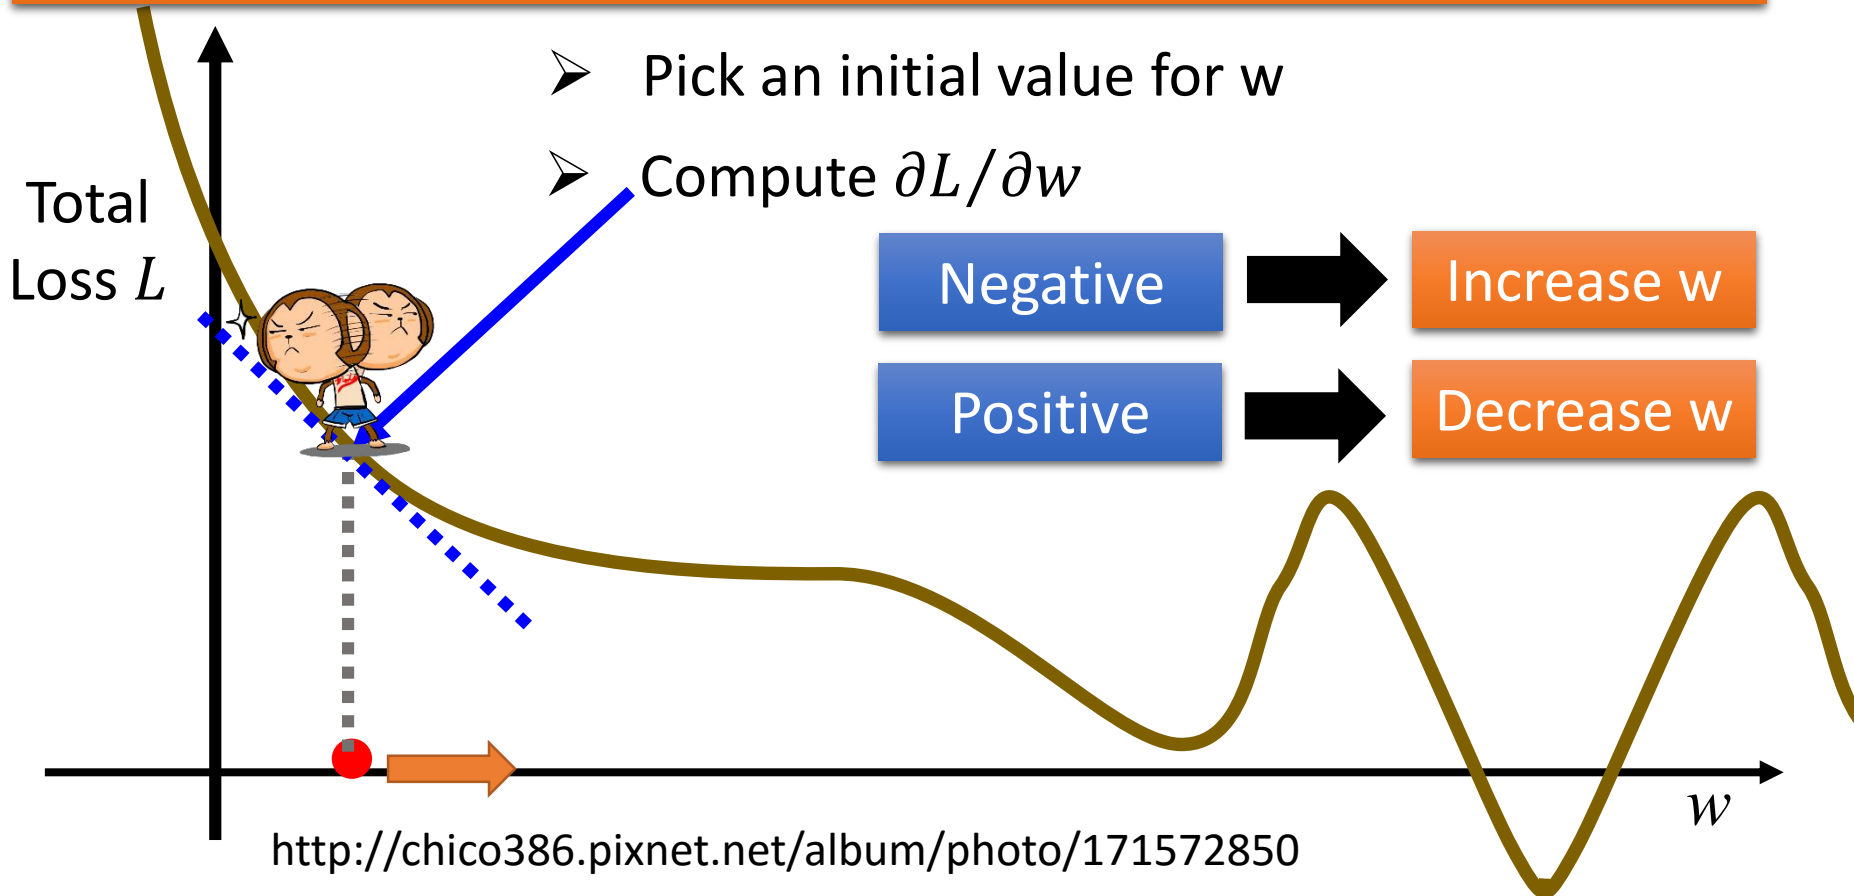 Pick an initial value for w
Compute ∂L/∂w
Total
Loss L
Negative
Increase w
Positive
Decrease w
w
http://chico386.pixnet.net/album/photo/171572850